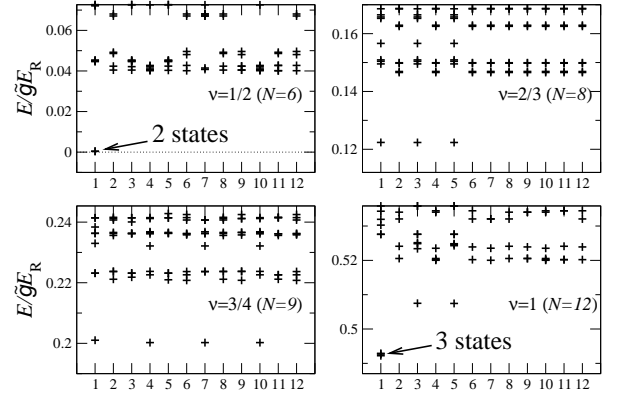 E/g̃E_R
0.06
0.04
0.02
0
2 states
ν=1/2 (N=6)
1 2 3 4 5 6 7 8 9 10 11 12
0.16
0.14
0.12
ν=2/3 (N=8)
1 2 3 4 5 6 7 8 9 10 11 12
E/g̃E_R
0.24
0.22
0.2
ν=3/4 (N=9)
1 2 3 4 5 6 7 8 9 10 11 12
0.52
0.5
3 states
ν=1 (N=12)
1 2 3 4 5 6 7 8 9 10 11 12